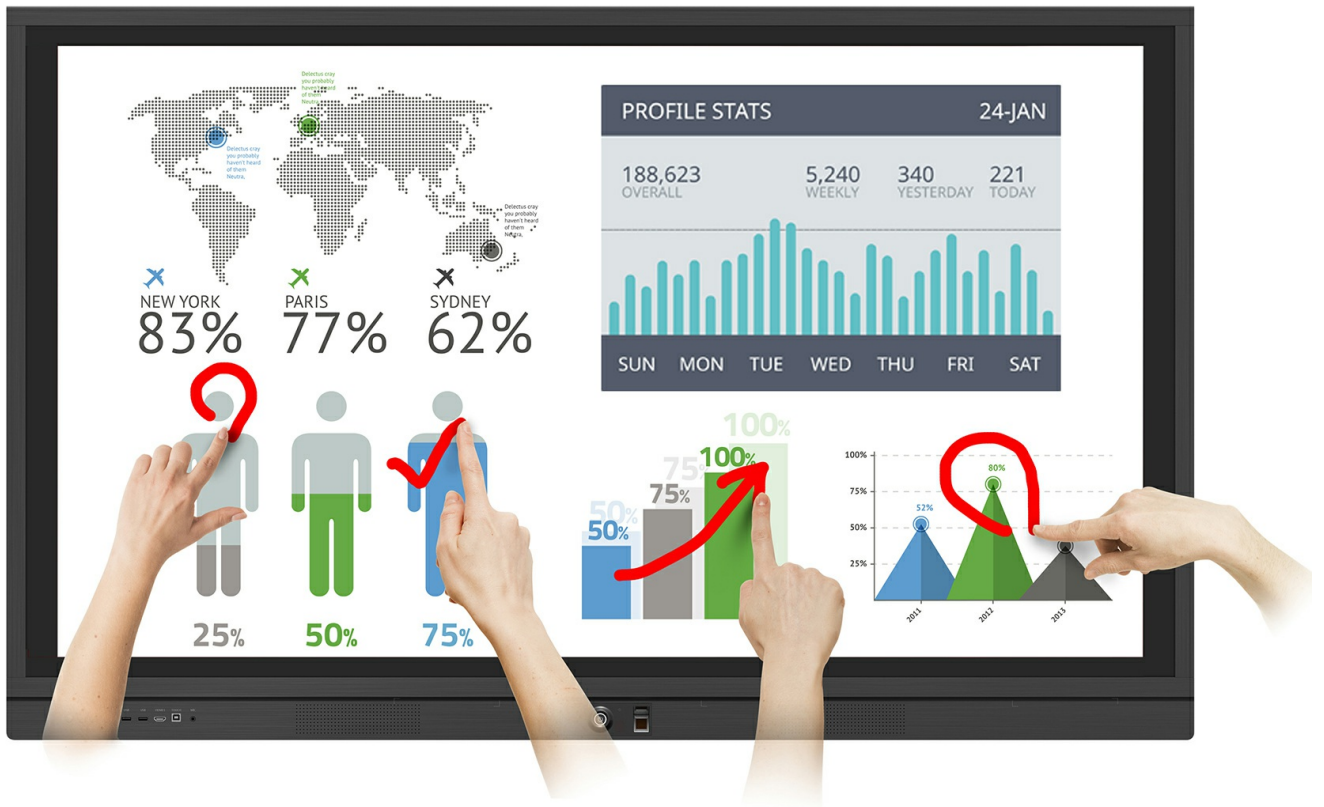 Delectus cray
you probably
haven't heard
of them
Neutra,
Delectus cray
you probably
haven't heard
of them
Neutra,
Delectus cray
you probably
haven't heard
of them
Neutra,
NEW YORK
83%
PARIS
77%
SYDNEY
62%
25%
50%
75%
PROFILE STATS 24-JAN
188,623 5,240 340 221
OVERALL WEEKLY YESTERDAY TODAY
SUN MON TUE WED THU FRI SAT
100%
100%
75%
75%
50%
50%
100%
75%
50%
25%
52%
80%
2011 2012 2013